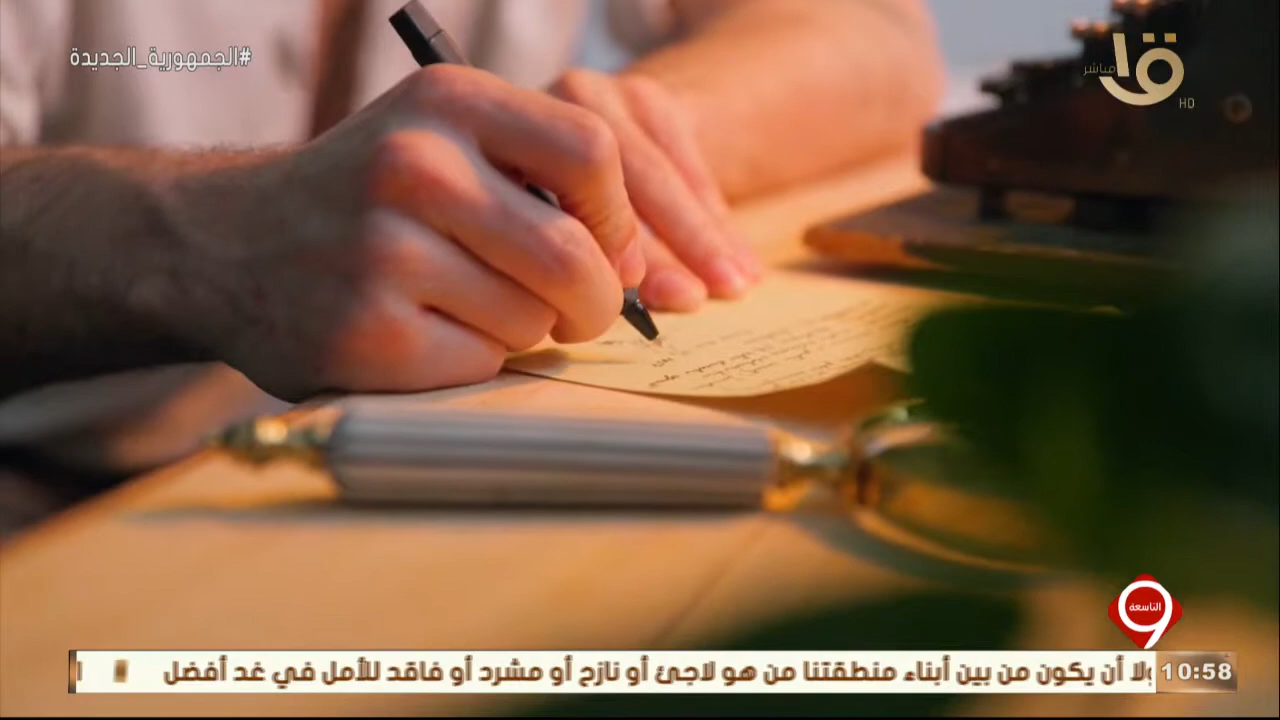 #الجمهورية_الجديدة
مباشر
HD
التاسعة
9
ولا أن يكون من بين أبناء منطقتنا من هو لاجئ أو نازح أو مشرد أو فاقد للأمل في غد أفضل
10:58